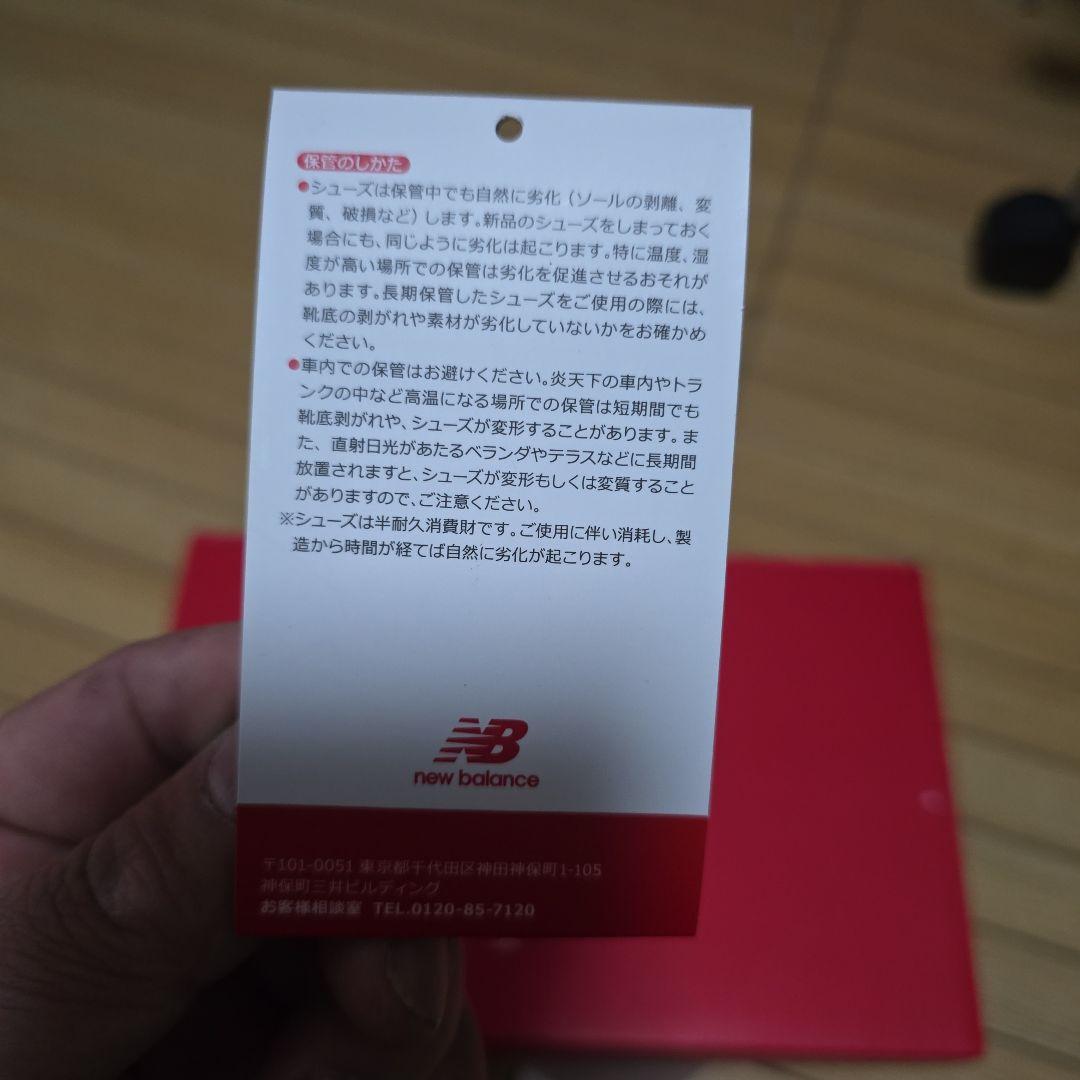 保管のしかた
●シューズは保管中でも自然に劣化（ソールの剥離、変
質、破損など）します。新品のシューズをしまっておく
場合にも、同じように劣化は起こります。特に温度、湿
度が高い場所での保管は劣化を促進させるおそれが
あります。長期保管したシューズをご使用の際には、
靴底の剥がれや素材が劣化していないかをお確かめ
ください。
●車内での保管はお避けください。炎天下の車内やトラ
ンクの中など高温になる場所での保管は短期間でも
靴底剥がれや、シューズが変形することがあります。ま
た、直射日光があたるベランダやテラスなどに長期間
放置されますと、シューズが変形もしくは変質すること
がありますので、ご注意ください。
※シューズは半耐久消費財です。ご使用に伴い消耗し、製
造から時間が経てば自然に劣化が起こります。
NB
new balance
〒101-0051 東京都千代田区神田神保町1-105
神保町三井ビルディング
お客様相談室 TEL.0120-85-7120